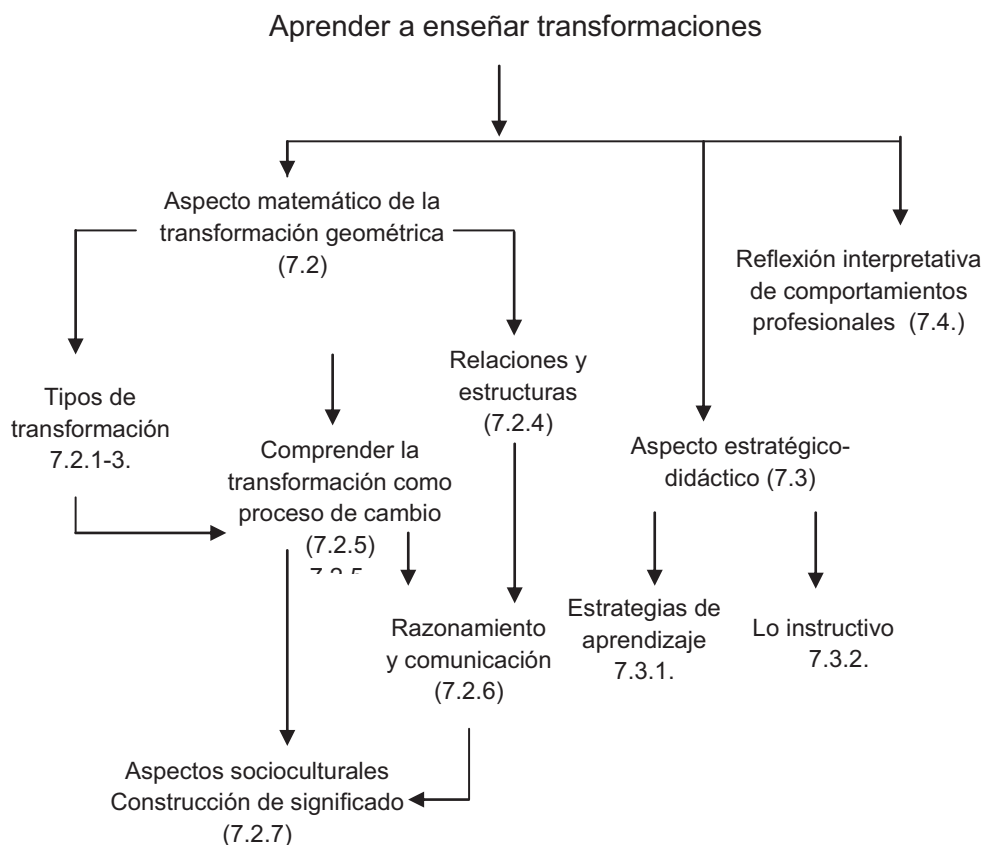 Aprender a enseñar transformaciones
Aspecto matemático de la
transformación geométrica
(7.2)
Reflexión interpretativa
de comportamientos
profesionales (7.4.)
Relaciones y
estructuras
(7.2.4)
Tipos de
transformación
7.2.1-3.
Comprender la
transformación como
proceso de cambio
(7.2.5)
7.2.5
Aspecto estratégico-
didáctico (7.3)
Razonamiento
y comunicación
(7.2.6)
Estrategias de
aprendizaje
7.3.1.
Lo instructivo
7.3.2.
Aspectos socioculturales
Construcción de significado
(7.2.7)